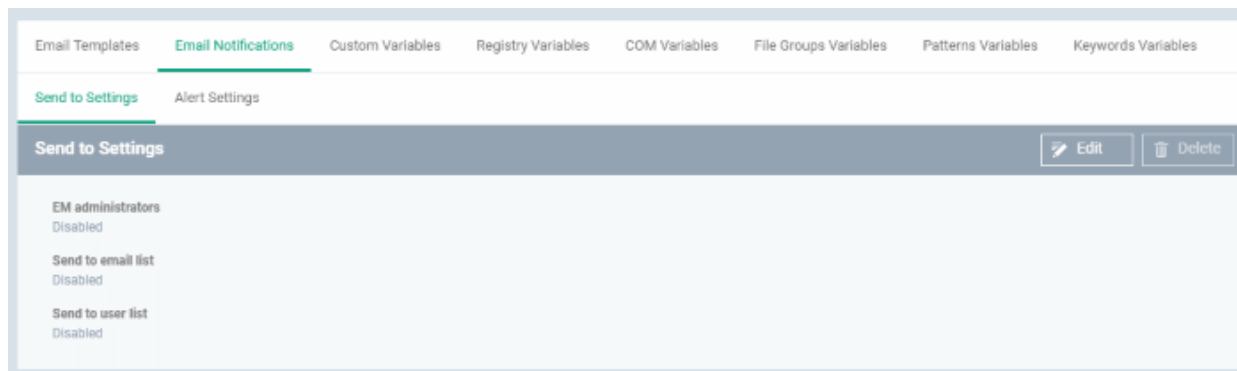 Email Templates Email Notifications Custom Variables Registry Variables COM Variables File Groups Variables Patterns Variables Keywords Variables
Send to Settings Alert Settings
Send to Settings Edit Delete
EM administrators
Disabled
Send to email list
Disabled
Send to user list
Disabled